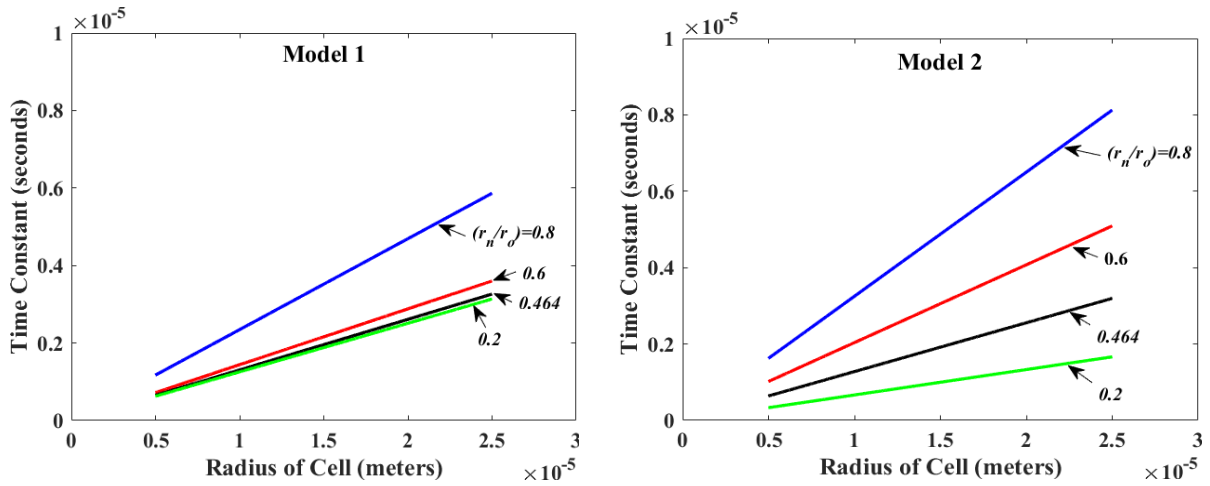 ×10⁻⁵
Model 1
Time Constant (seconds)
1
0.8
0.6
0.4
0.2
0
(rₙ/rₒ)=0.8
0.6
0.464
0.2
0 0.5 1 1.5 2 2.5 3
Radius of Cell (meters)
×10⁻⁵
×10⁻⁵
Model 2
Time Constant (seconds)
1
0.8
0.6
0.4
0.2
0
(rₙ/rₒ)=0.8
0.6
0.464
0.2
0 0.5 1 1.5 2 2.5 3
Radius of Cell (meters)
×10⁻⁵